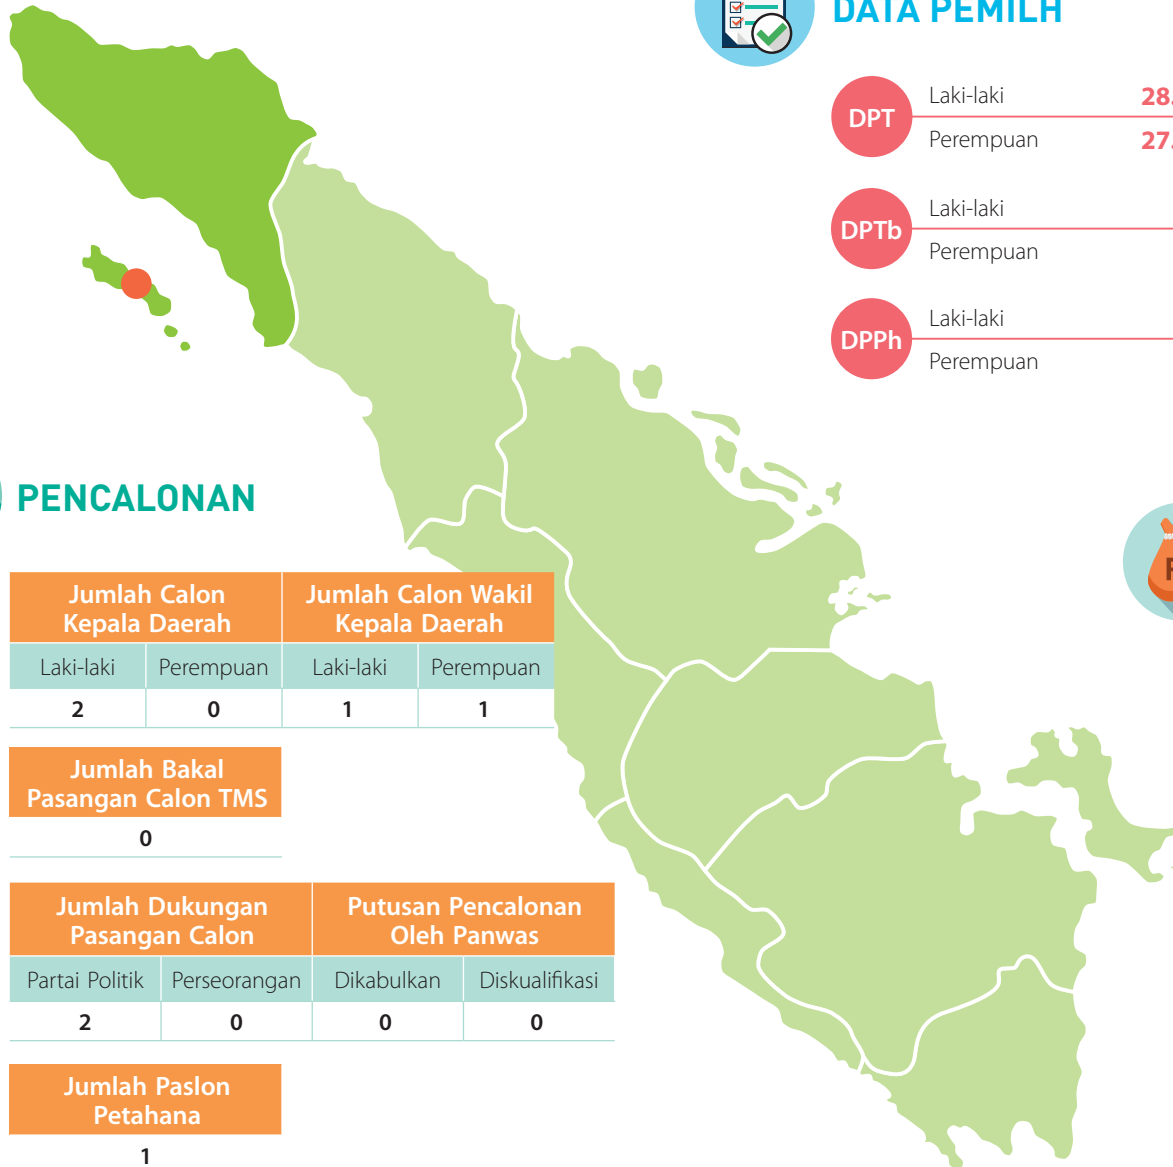 DATA PEMILH
DPT
Laki-laki 28.
Perempuan 27.
DPTb
Laki-laki
Perempuan
DPPh
Laki-laki
Perempuan
PENCALONAN
Jumlah Calon Kepala Daerah
Jumlah Calon Wakil Kepala Daerah
Laki-laki Perempuan Laki-laki Perempuan
2 0 1 1
Jumlah Bakal
Pasangan Calon TMS
0
Jumlah Dukungan Pasangan Calon
Putusan Pencalonan Oleh Panwas
Partai Politik Perseorangan Dikabulkan Diskualifikasi
2 0 0 0
Jumlah Paslon
Petahana
1